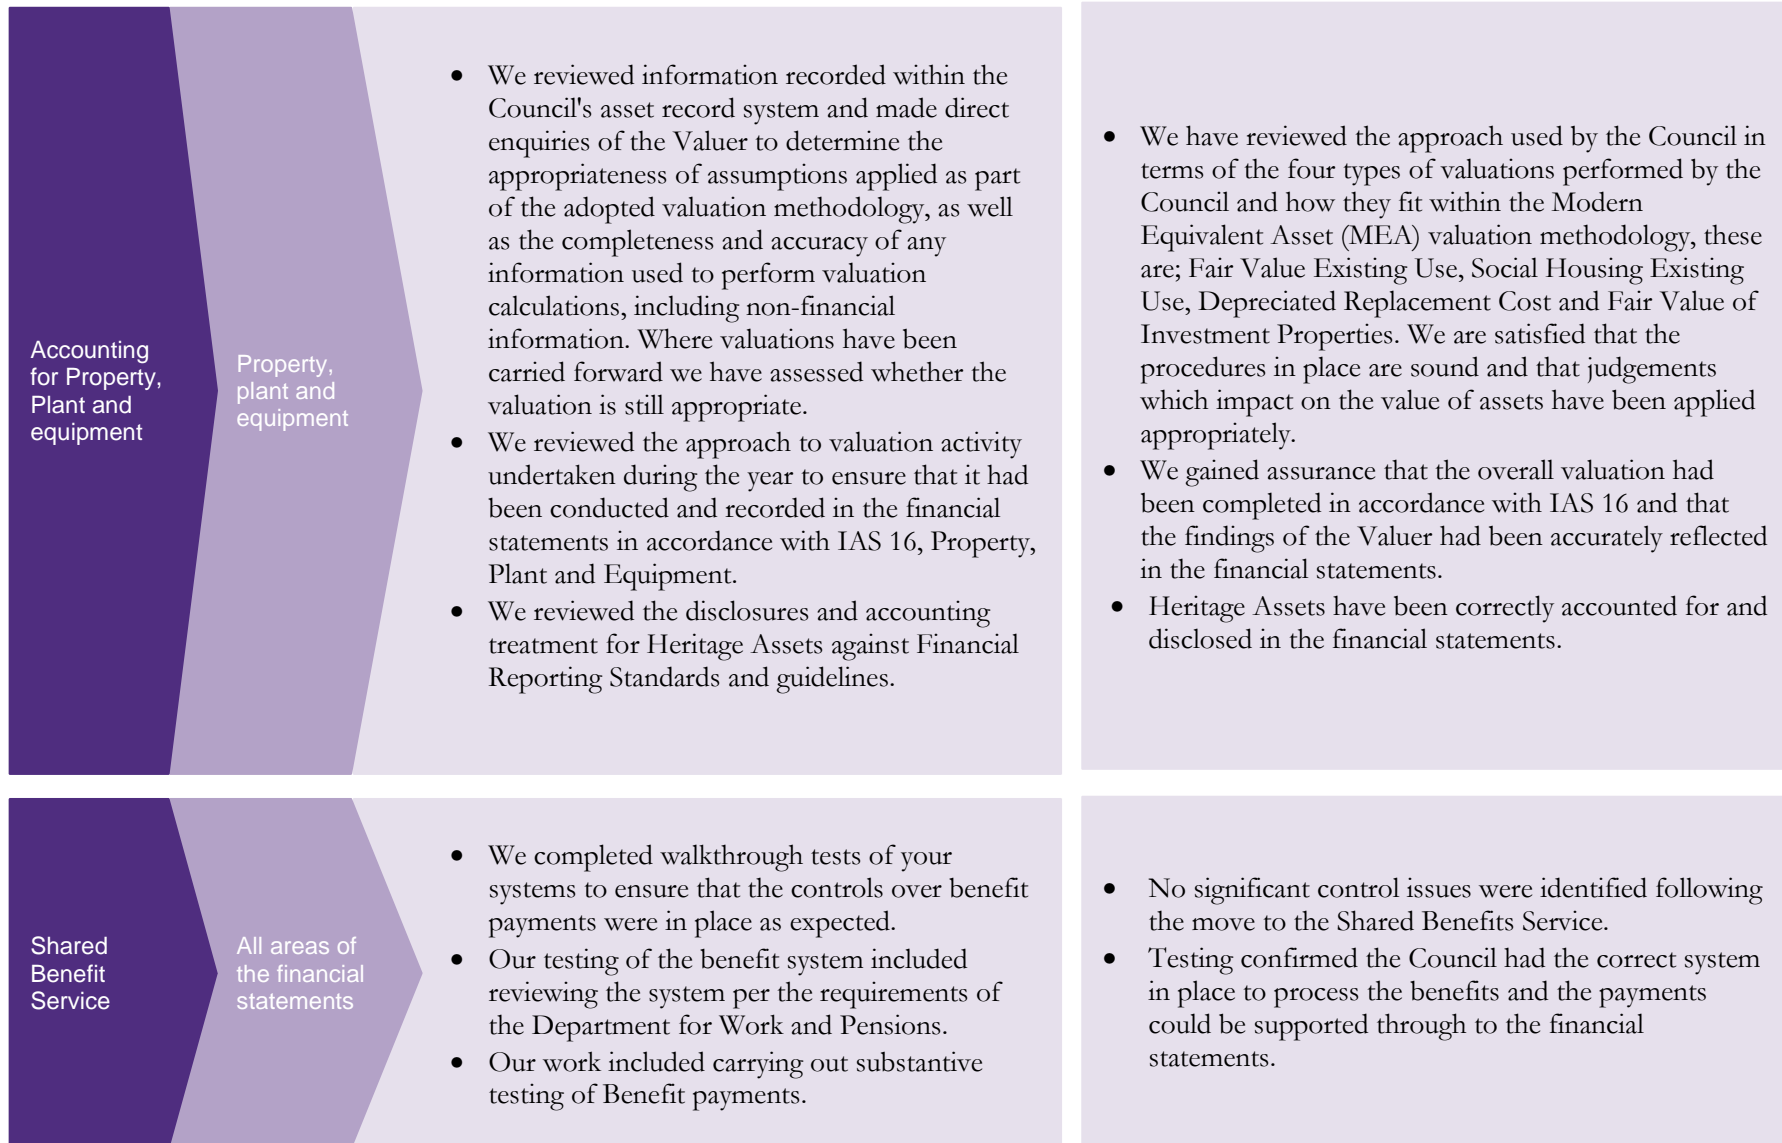 Accounting
for Property,
Plant and
equipment
Property,
plant and
equipment
• We reviewed information recorded within the
Council's asset record system and made direct
enquiries of the Valuer to determine the
appropriateness of assumptions applied as part
of the adopted valuation methodology, as well
as the completeness and accuracy of any
information used to perform valuation
calculations, including non-financial
information. Where valuations have been
carried forward we have assessed whether the
valuation is still appropriate.
• We reviewed the approach to valuation activity
undertaken during the year to ensure that it had
been conducted and recorded in the financial
statements in accordance with IAS 16, Property,
Plant and Equipment.
• We reviewed the disclosures and accounting
treatment for Heritage Assets against Financial
Reporting Standards and guidelines.
• We have reviewed the approach used by the Council in
terms of the four types of valuations performed by the
Council and how they fit within the Modern
Equivalent Asset (MEA) valuation methodology, these
are; Fair Value Existing Use, Social Housing Existing
Use, Depreciated Replacement Cost and Fair Value of
Investment Properties. We are satisfied that the
procedures in place are sound and that judgements
which impact on the value of assets have been applied
appropriately.
• We gained assurance that the overall valuation had
been completed in accordance with IAS 16 and that
the findings of the Valuer had been accurately reflected
in the financial statements.
• Heritage Assets have been correctly accounted for and
disclosed in the financial statements.
Shared
Benefit
Service
All areas of
the financial
statements
• We completed walkthrough tests of your
systems to ensure that the controls over benefit
payments were in place as expected.
• Our testing of the benefit system included
reviewing the system per the requirements of
the Department for Work and Pensions.
• Our work included carrying out substantive
testing of Benefit payments.
• No significant control issues were identified following
the move to the Shared Benefits Service.
• Testing confirmed the Council had the correct system
in place to process the benefits and the payments
could be supported through to the financial
statements.